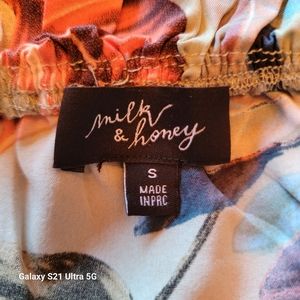 milk
& honey
S
MADE
IN PRC
Galaxy S21 Ultra 5G